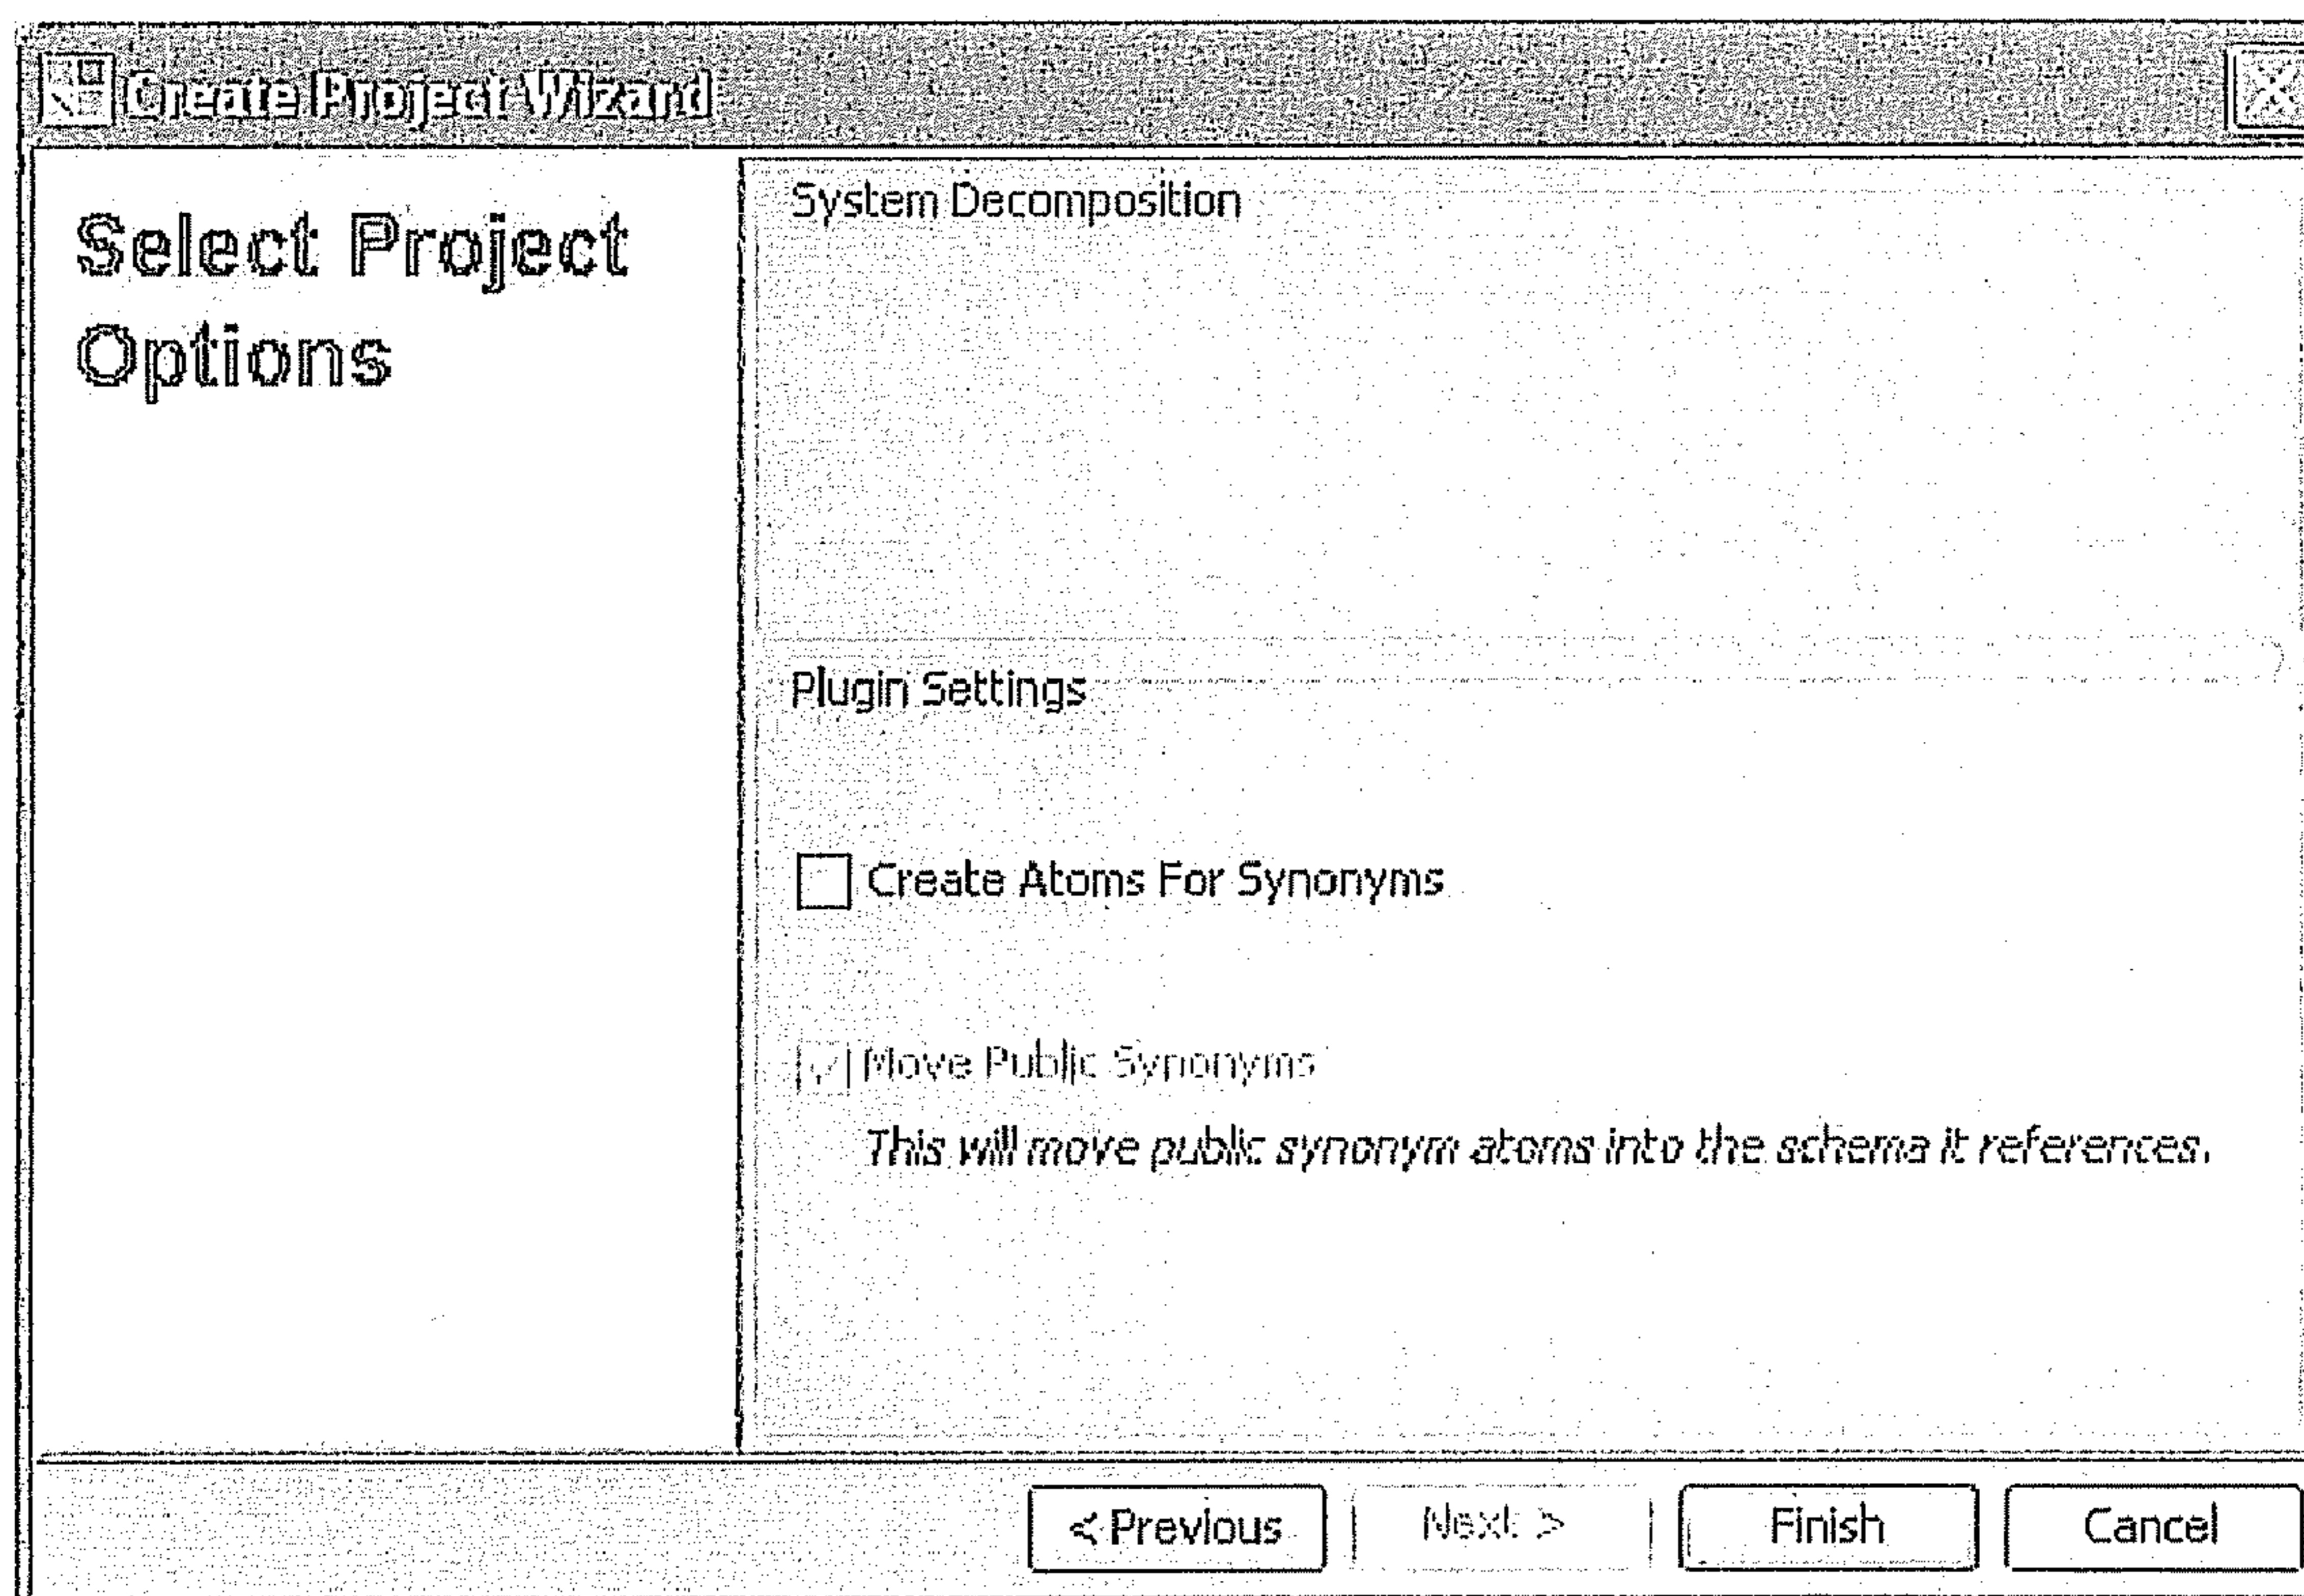 Create Project Wizard
Select Project
Options
System Decomposition
Plugin Settings
Create Atoms For Synonyms
Move Public Synonyms
This will move public synonym atoms into the schema it references.
< Previous
Next >
Finish
Cancel